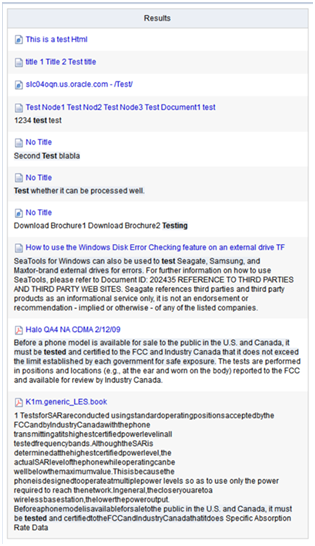 Results
This is a test Html
title 1 Title 2 Test title
slc04oqn.us.oracle.com - /Test/
Test Node1 Test Nod2 Test Node3 Test Document1 test
1234 test test
No Title
Second Test blabla
No Title
Test whether it can be processed well.
No Title
Download Brochure1 Download Brochure2 Testing
How to use the Windows Disk Error Checking feature on an external drive TF
SeaTools for Windows can also be used to test Seagate, Samsung, and
Maxtor-brand external drives for errors. For further information on how to use
SeaTools, please refer to Document ID: 202435 REFERENCE TO THIRD PARTIES
AND THIRD PARTY WEB SITES. Seagate references third parties and third party
products as an informational service only, it is not an endorsement or
recommendation - implied or otherwise - of any of the listed companies.
Halo QA4 NA CDMA 2/12/09
Before a phone model is available for sale to the public in the U.S. and Canada, it
must be tested and certified to the FCC and Industry Canada that it does not exceed
the limit established by each government for safe exposure. The tests are performed
in positions and locations (e.g., at the ear and worn on the body) reported to the FCC
and available for review by Industry Canada.
K1m.generic_LES.book
1 TestsforSARareconducted usingstandardoperatingpositionsacceptedbythe
FCCandbyIndustryCanadawiththephone
transmittingatitshighestcertifiedpowerlevelinall
testedfrequencybands.AlthoughtheSARis
determinedatthehighestcertifiedpowerlevel,the
actualSARlevelofthephonewhileoperatingcanbe
wellbelowthemaximumvalue.Thisisbecausethe
phoneisdesignedtooperateatmultiplepower levels so as to use only the power
required to reach thenetwork.Ingeneral,thecloseryouaretoa
wirelessbasestation,thelowerthepoweroutput.
Beforeaphonemodelisavailableforsaletothe public in the U.S. and Canada, it must
be tested and certifiedtotheFCCandIndustryCanadathatitdoes Specific Absorption
Rate Data